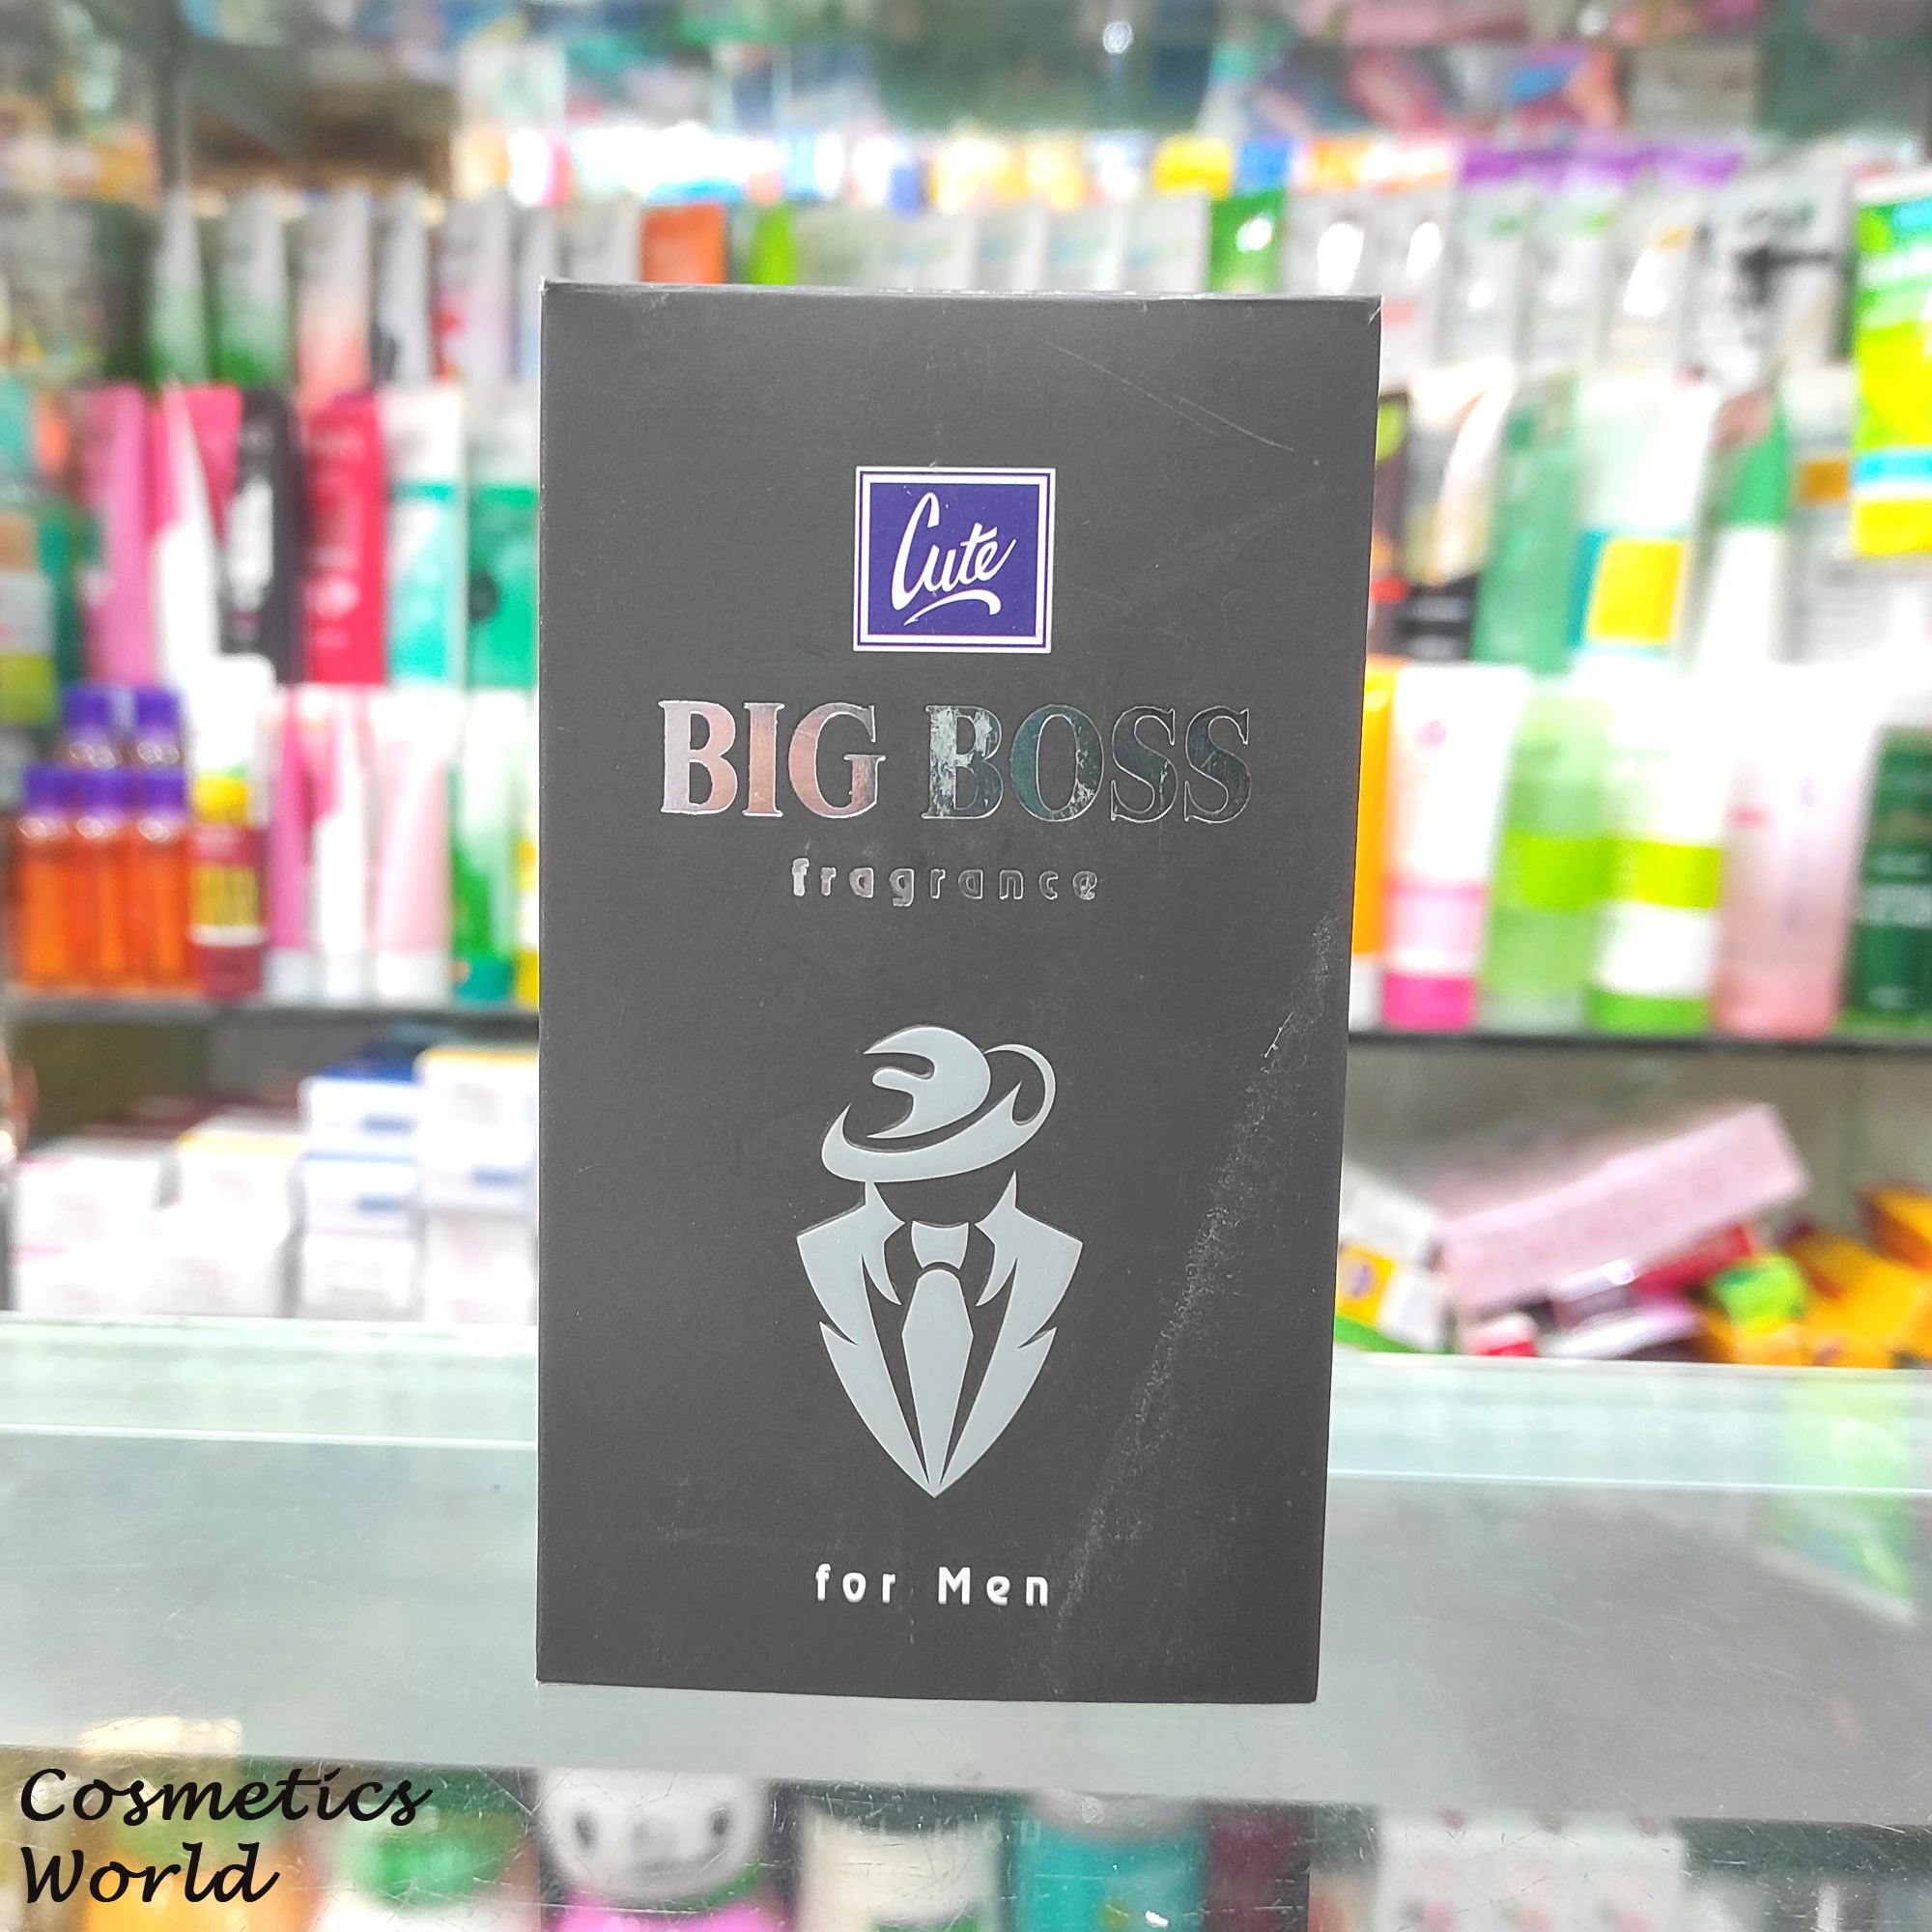 Cute
BIG BOSS
fragrance
for Men
Cosmetics
World